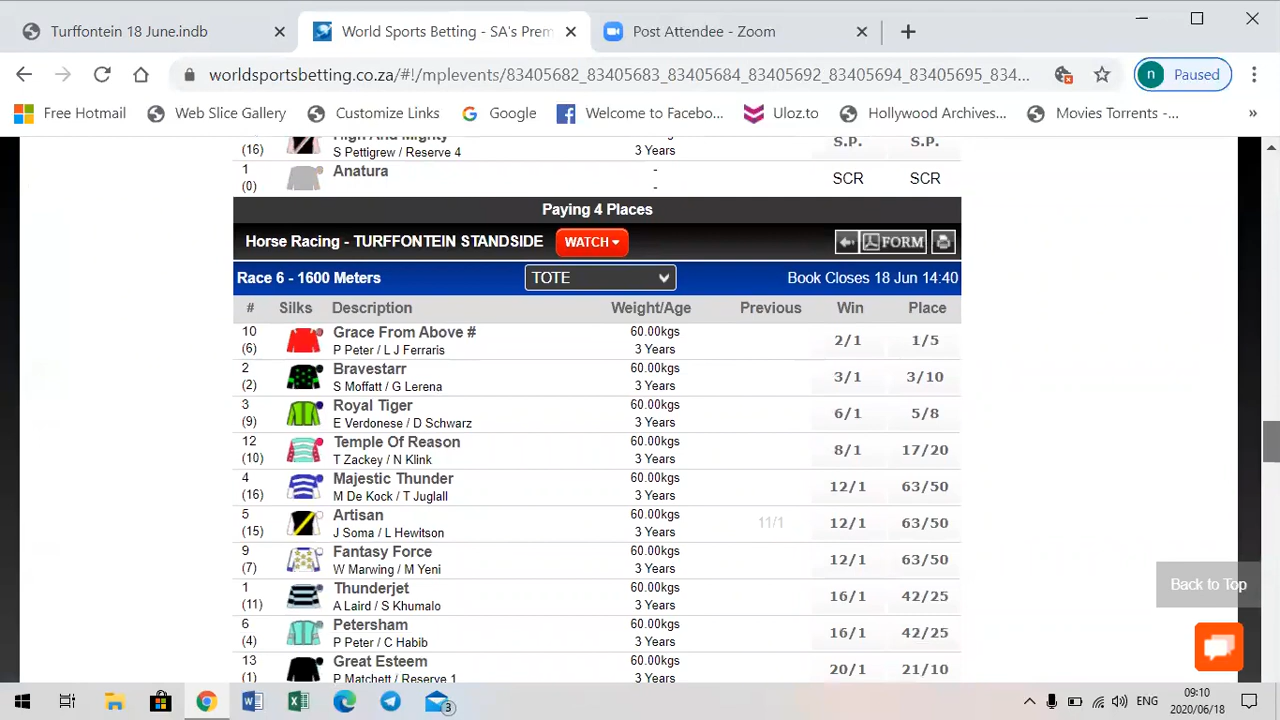 Turffontein 18 June.indb
World Sports Betting - SA's Prem
Post Attendee - Zoom
worldsportsbetting.co.za/#!/mplevents/83405682_83405683_83405684_83405692_83405694_83405695_834...
n Paused
Free Hotmail Web Slice Gallery Customize Links Google Welcome to Facebo... Uloz.to Hollywood Archives... Movies Torrents -... »
High And Mighty
(16) S Pettigrew / Reserve 4 3 Years S.P. S.P.
1 Anatura -
(0) - SCR SCR
Paying 4 Places
Horse Racing - TURFFONTEIN STANDSIDE WATCH FORM
Race 6 - 1600 Meters TOTE Book Closes 18 Jun 14:40
# Silks Description Weight/Age Previous Win Place
10 Grace From Above # 60.00kgs 2/1 1/5
(6) P Peter / L J Ferraris 3 Years
2 Bravestarr 60.00kgs 3/1 3/10
(2) S Moffatt / G Lerena 3 Years
3 Royal Tiger 60.00kgs 6/1 5/8
(9) E Verdonese / D Schwarz 3 Years
12 Temple Of Reason 60.00kgs 8/1 17/20
(10) T Zackey / N Klink 3 Years
4 Majestic Thunder 60.00kgs 12/1 63/50
(16) M De Kock / T Juglall 3 Years
5 Artisan 60.00kgs 11/1 12/1 63/50
(15) J Soma / L Hewitson 3 Years
9 Fantasy Force 60.00kgs 12/1 63/50
(7) W Marwing / M Yeni 3 Years
1 Thunderjet 60.00kgs 16/1 42/25
(11) A Laird / S Khumalo 3 Years
6 Petersham 60.00kgs 16/1 42/25
(4) P Peter / C Habib 3 Years
13 Great Esteem 60.00kgs 20/1 21/10
(1) P Matchett / Reserve 1 3 Years
Back to Top
3
ENG
09:10
2020/06/18